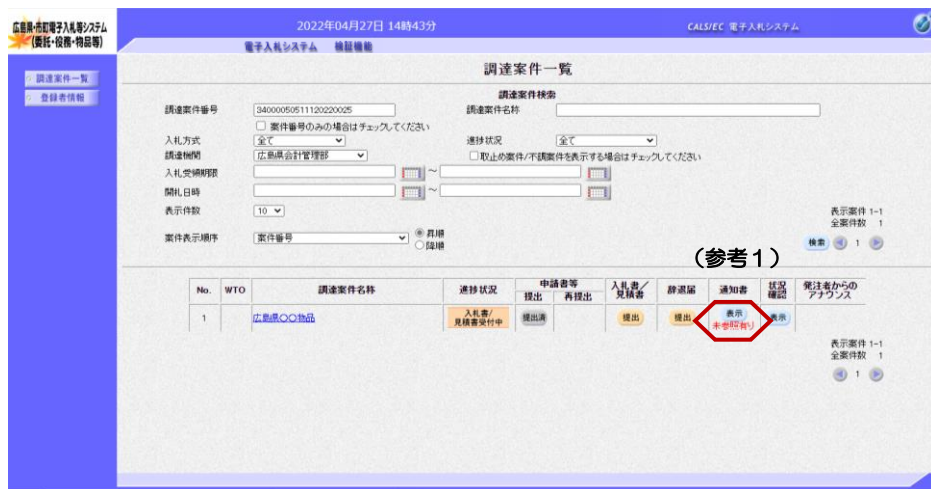 広島県・市町電子入札等システム
(委託・役務・物品等)
2022年04月27日 14時43分
CALS/EC 電子入札システム
電子入札システム 検証機能
調達案件一覧
登録者情報
調達案件一覧
調達案件検索
調達案件番号 34000050511120220025 調達案件名称
案件番号のみの場合はチェックしてください
入札方式 全て 進捗状況 全て
調達機関 広島県会計管理部 取止め案件/不調案件を表示する場合はチェックしてください
入札受領期限 ～
開札日時 ～
表示件数 10
表示案件 1-1
全案件数 1
案件表示順序 案件番号 昇順
降順
検索 1
(参考1)
No. WTO 調達案件名称 進捗状況 申請書等 入札書/見積書 辞退届 通知書 状況確認 発注者からのアナウンス
提出 再提出
1 広島県〇〇物品 入札書/見積書受付中 提出済 提出 提出 表示 表示
未参照有り
表示案件 1-1
全案件数 1
1